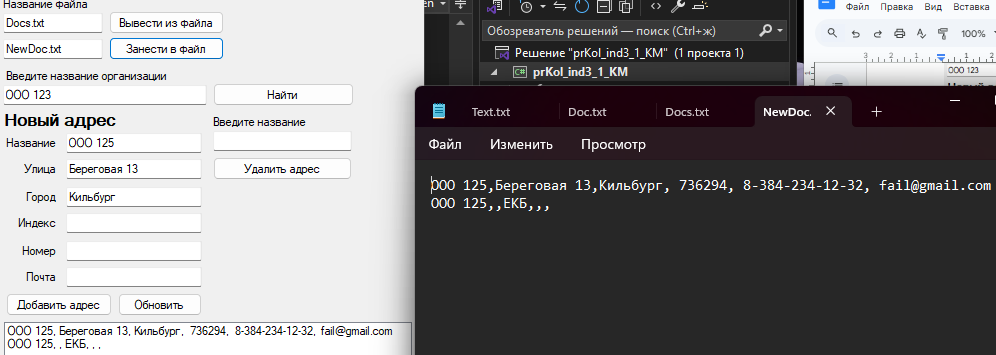 Название файла
Docs.txt
Вывести из файла
NewDoc.txt
Занести в файл
Введите название организации
ООО 123
Найти
Новый адрес
Введите название
Название
ООО 125
Улица
Береговая 13
Удалить адрес
Город
Кильбург
Индекс
Номер
Почта
Добавить адрес
Обновить
ООО 125, Береговая 13, Кильбург,  736294,  8-384-234-12-32, fail@gmail.com
ООО 125, , ЕКБ, , ,
Обозреватель решений — поиск (Ctrl+ж)
Решение "prKol_ind3_1_KM" (1 проекта 1)
C# prKol_ind3_1_KM
Файл Правка Вид Вставка
100%
3 2 1
ООО 123
Text.txt
Doc.txt
Docs.txt
NewDoc.
Файл
Изменить
Просмотр
ООО 125,Береговая 13,Кильбург, 736294, 8-384-234-12-32, fail@gmail.com
ООО 125,,ЕКБ,,,